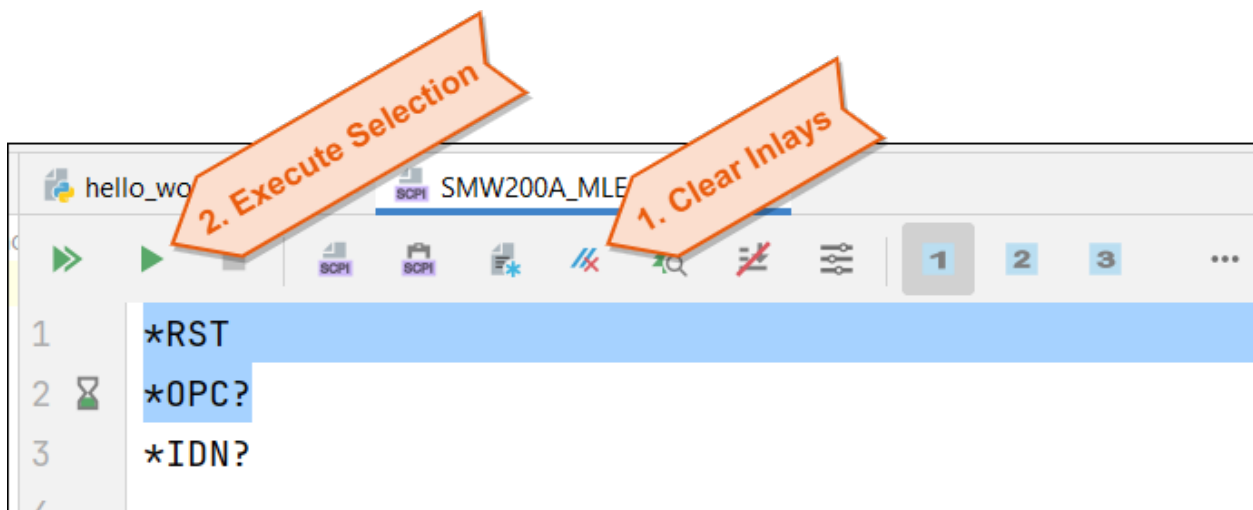 2. Execute Selection
1. Clear Inlays
hello_wo
SCPI SMW200A_MLE
SCPI SCPI 1 2 3
1 *RST
2 *OPC?
3 *IDN?